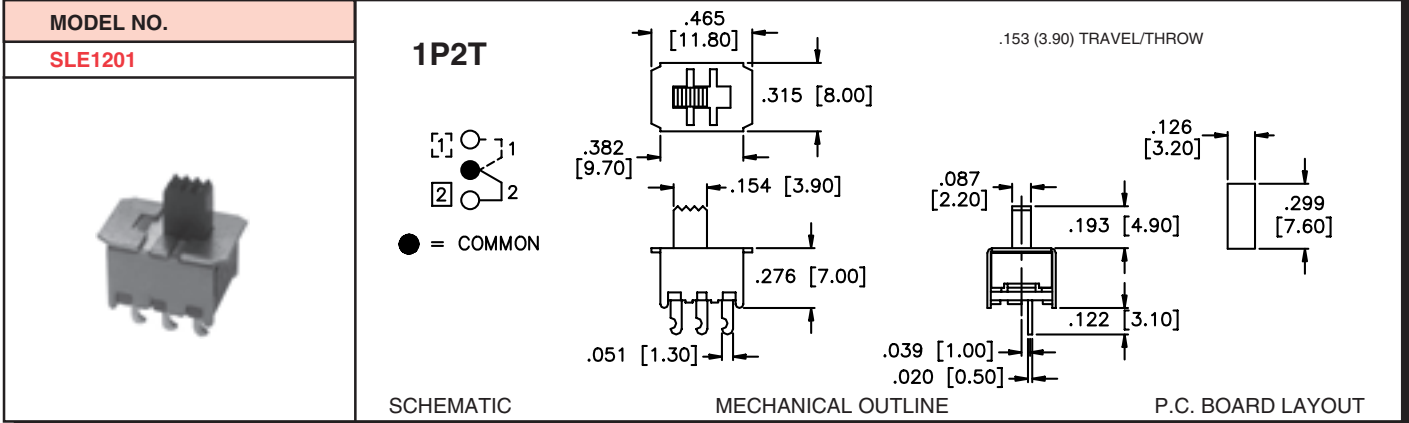 MODEL NO.
SLE1201
1P2T
.465
[11.80]
.153 (3.90) TRAVEL/THROW
.315 [8.00]
[1] 1
2 2
= COMMON
.382
[9.70]
.154 [3.90]
.276 [7.00]
.051 [1.30]
.087
[2.20]
.193 [4.90]
.122 [3.10]
.039 [1.00]
.020 [0.50]
.126
[3.20]
.299
[7.60]
SCHEMATIC
MECHANICAL OUTLINE
P.C. BOARD LAYOUT